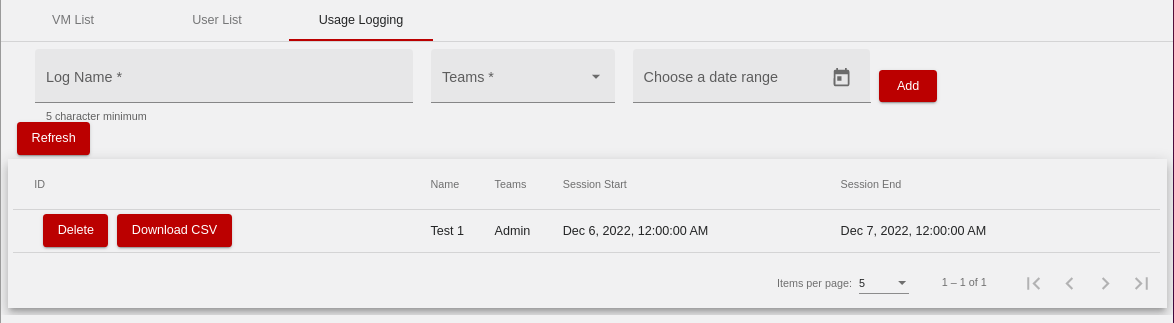 VM List User List Usage Logging
Log Name * Teams * Choose a date range Add
5 character minimum
Refresh
ID Name Teams Session Start Session End
Delete Download CSV Test 1 Admin Dec 6, 2022, 12:00:00 AM Dec 7, 2022, 12:00:00 AM
Items per page: 5 1 – 1 of 1